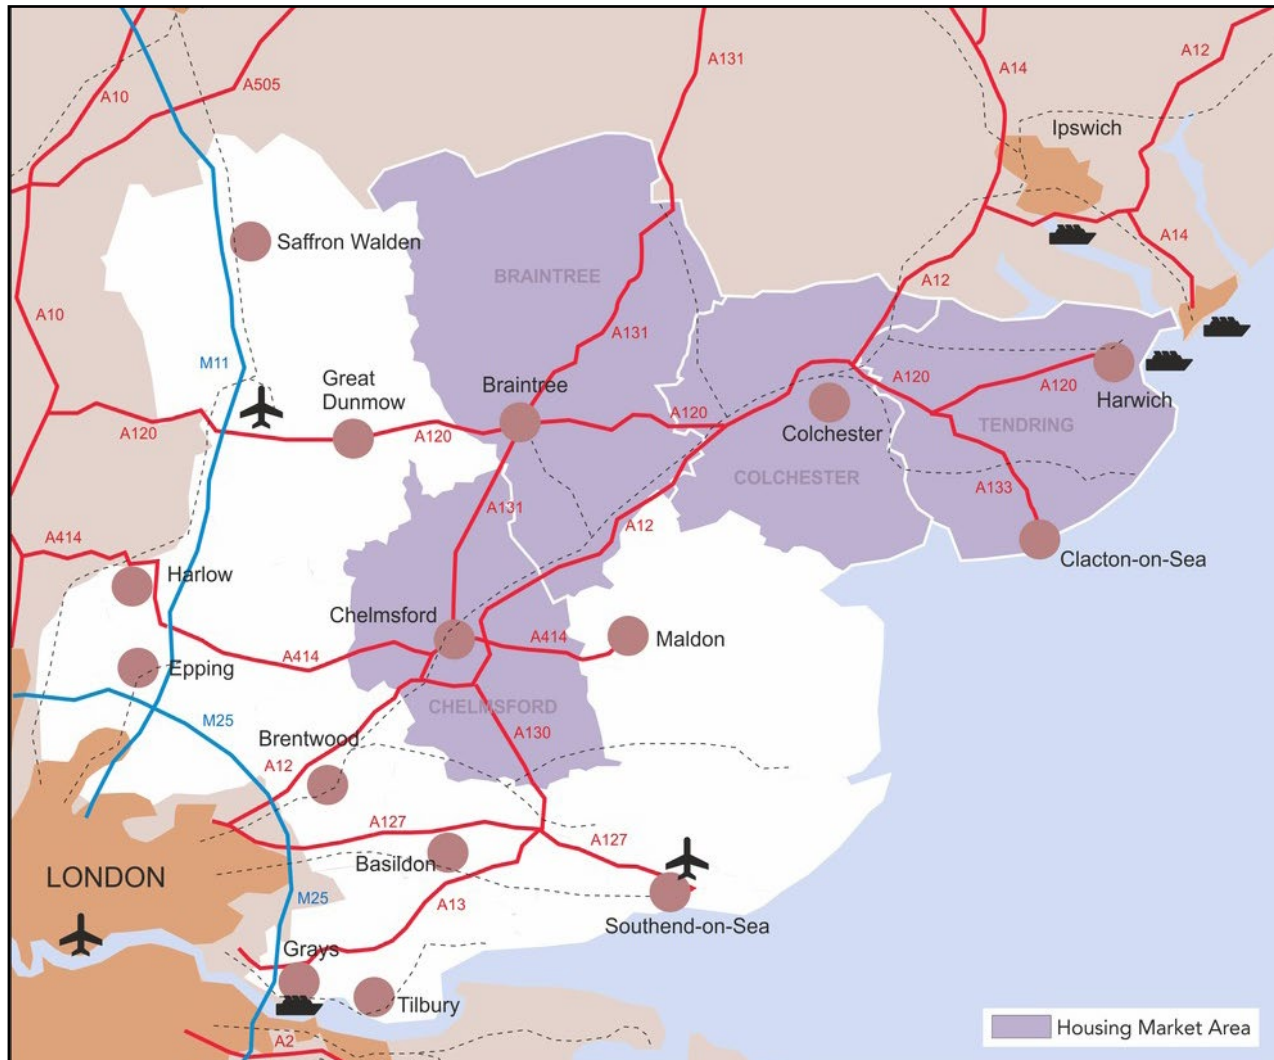 A131
A12
A14
A10
A505
Ipswich
Saffron Walden
A14
BRAINTREE
A12
A10
A131
M11
Great
Dunmow
Braintree
A120
A120
Harwich
A120
A120
A120
Colchester
TENDRING
COLCHESTER
A133
A131
A12
A414
Clacton-on-Sea
Harlow
Chelmsford
A414
Maldon
A414
Epping
CHELMSFORD
M25
A130
Brentwood
A12
A127
A127
Basildon
LONDON
M25
A13
Southend-on-Sea
Grays
Tilbury
A2
Housing Market Area